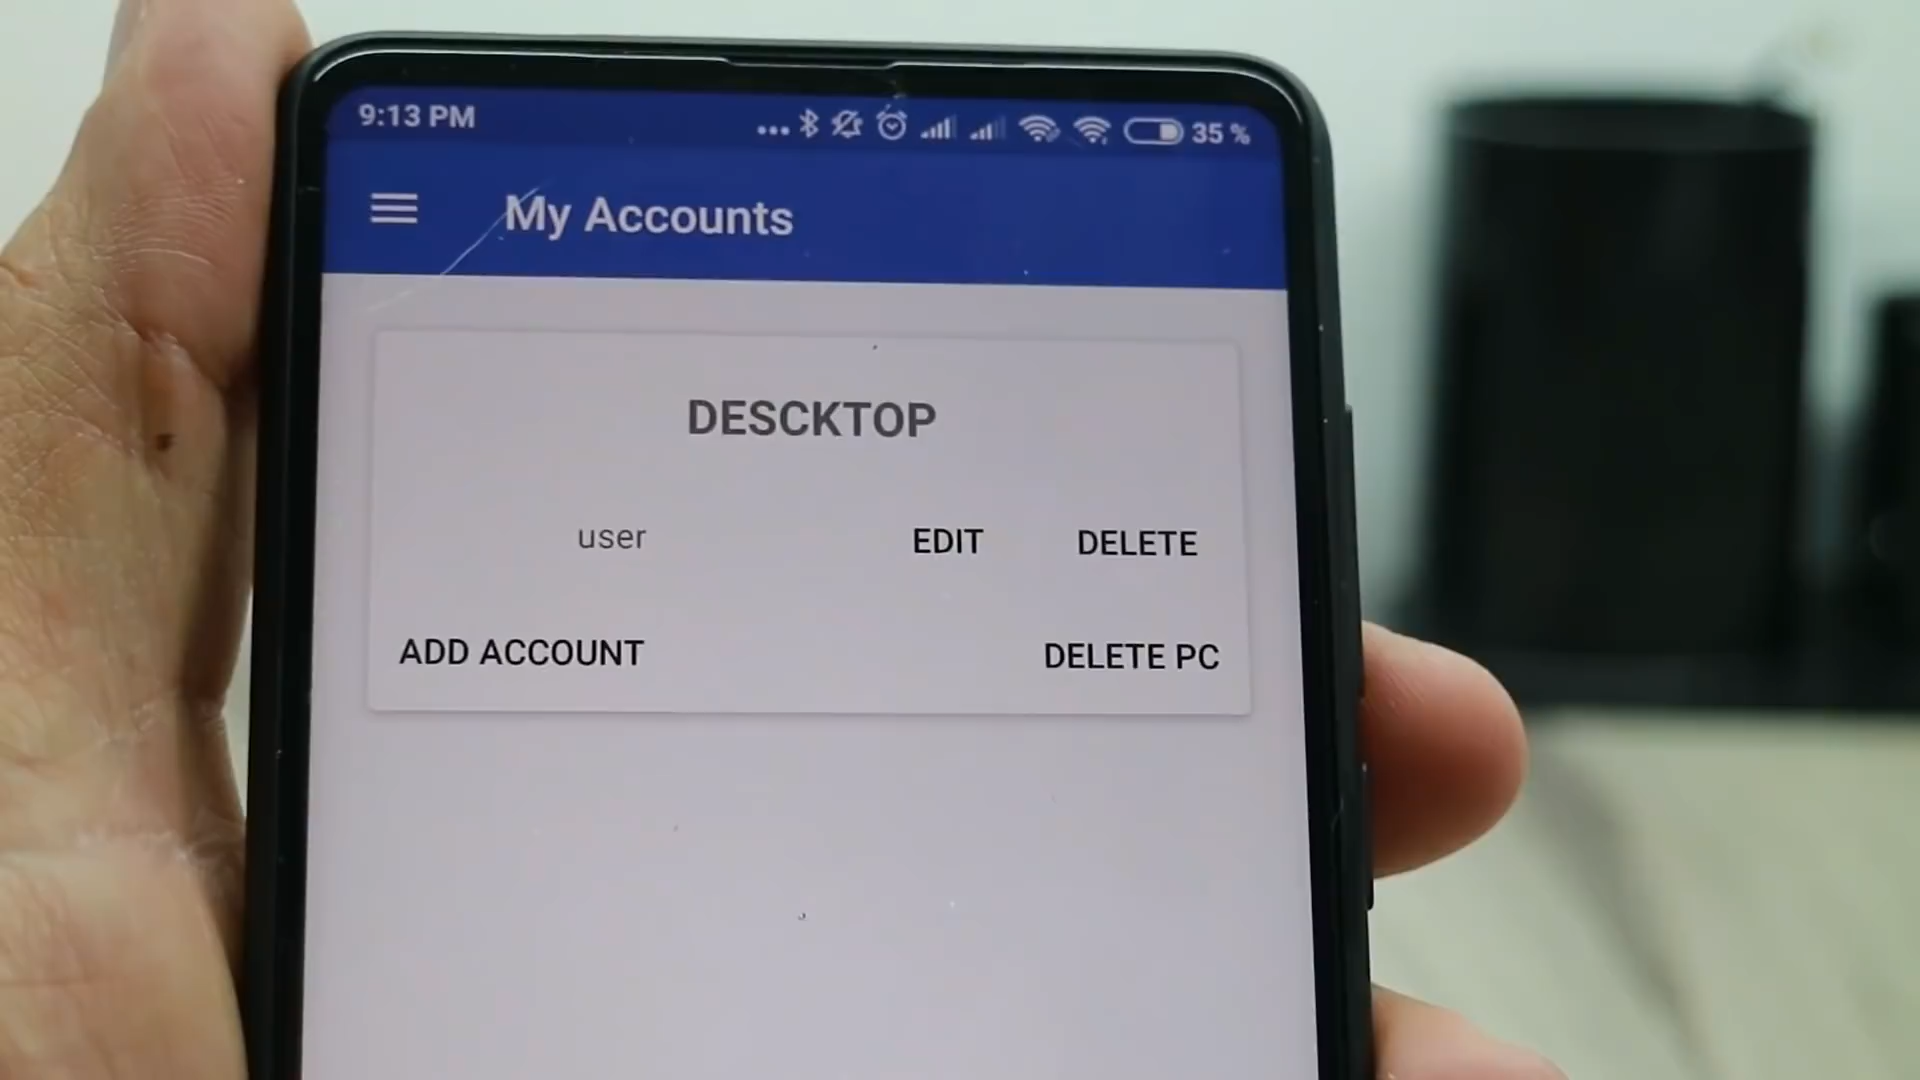 9:13 PM
35 %
My Accounts
DESCKTOP
user EDIT DELETE
ADD ACCOUNT DELETE PC